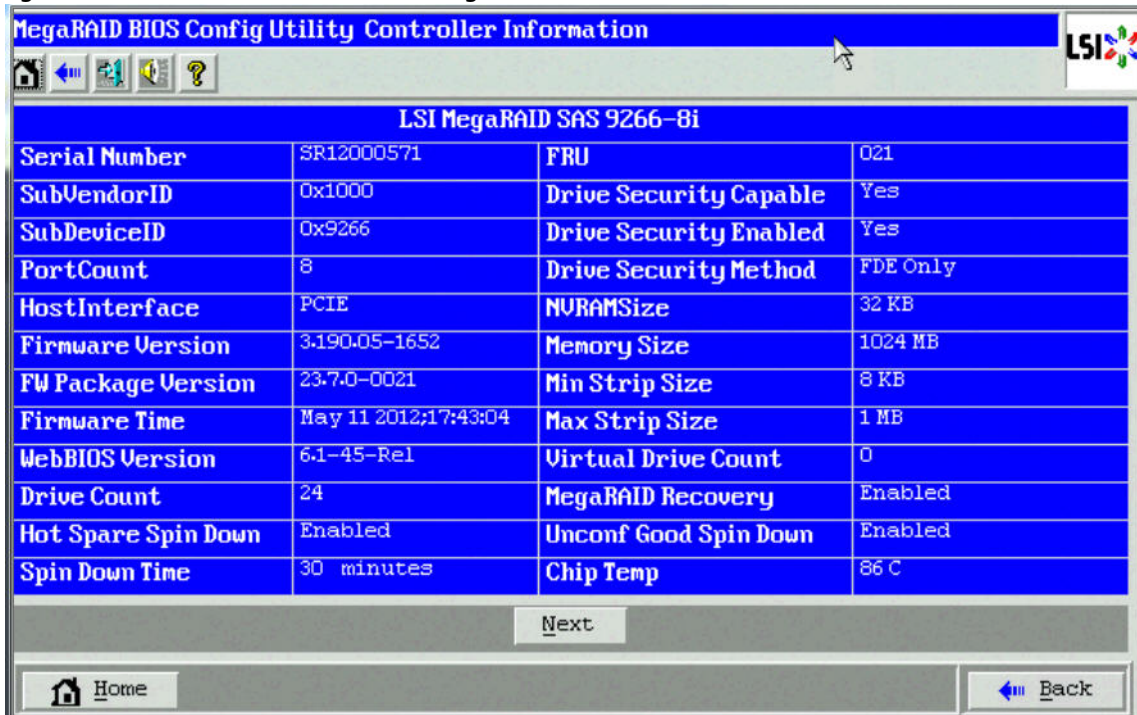 MegaRAID BIOS Config Utility Controller Information
LSI
LSI MegaRAID SAS 9266-8i
Serial Number SR12000571 FRU 021
SubVendorID 0x1000 Drive Security Capable Yes
SubDeviceID 0x9266 Drive Security Enabled Yes
PortCount 8 Drive Security Method FDE Only
HostInterface PCIE NVRAMSize 32 KB
Firmware Version 3.190.05-1652 Memory Size 1024 MB
FW Package Version 23.7.0-0021 Min Strip Size 8 KB
Firmware Time May 11 2012;17:43:04 Max Strip Size 1 MB
WebBIOS Version 6.1-45-Rel Virtual Drive Count 0
Drive Count 24 MegaRAID Recovery Enabled
Hot Spare Spin Down Enabled Unconf Good Spin Down Enabled
Spin Down Time 30 minutes Chip Temp 86 C
Next
Home Back